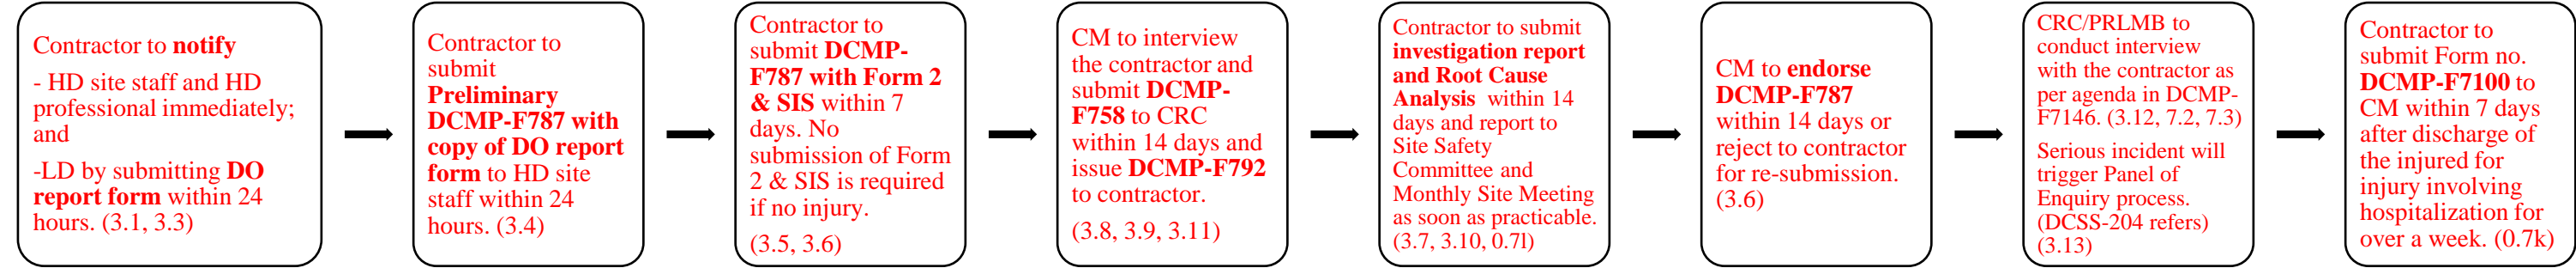 Contractor to notify
- HD site staff and HD
professional immediately;
and
-LD by submitting DO
report form within 24
hours. (3.1, 3.3)
Contractor to
submit
Preliminary
DCMP-F787 with
copy of DO report
form to HD site
staff within 24
hours. (3.4)
Contractor to
submit DCMP-
F787 with Form 2
& SIS within 7
days. No
submission of Form
2 & SIS is required
if no injury.
(3.5, 3.6)
CM to interview
the contractor and
submit DCMP-
F758 to CRC
within 14 days and
issue DCMP-F792
to contractor.
(3.8, 3.9, 3.11)
Contractor to submit
investigation report
and Root Cause
Analysis within 14
days and report to
Site Safety
Committee and
Monthly Site Meeting
as soon as practicable.
(3.7, 3.10, 0.7l)
CM to endorse
DCMP-F787
within 14 days or
reject to contractor
for re-submission.
(3.6)
CRC/PRLMB to
conduct interview
with the contractor as
per agenda in DCMP-
F7146. (3.12, 7.2, 7.3)
Serious incident will
trigger Panel of
Enquiry process.
(DCSS-204 refers)
(3.13)
Contractor to
submit Form no.
DCMP-F7100 to
CM within 7 days
after discharge of
the injured for
injury involving
hospitalization for
over a week. (0.7k)